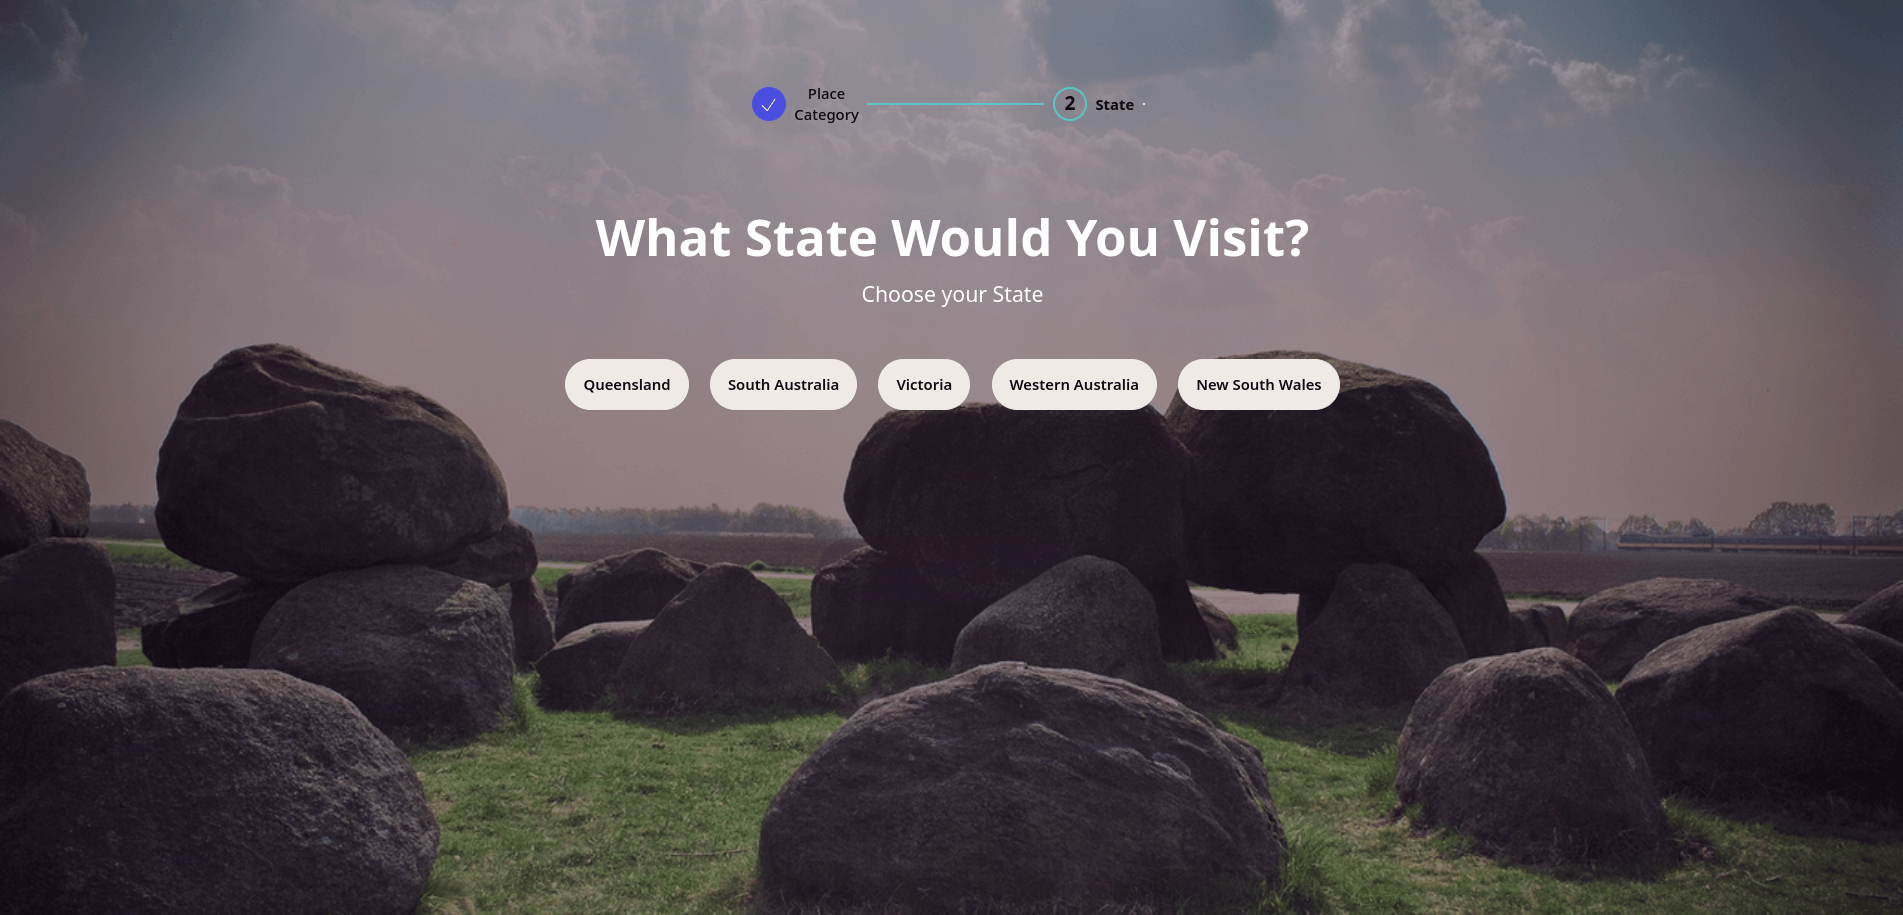 Place
Category
2 State
What State Would You Visit?
Choose your State
Queensland South Australia Victoria Western Australia New South Wales